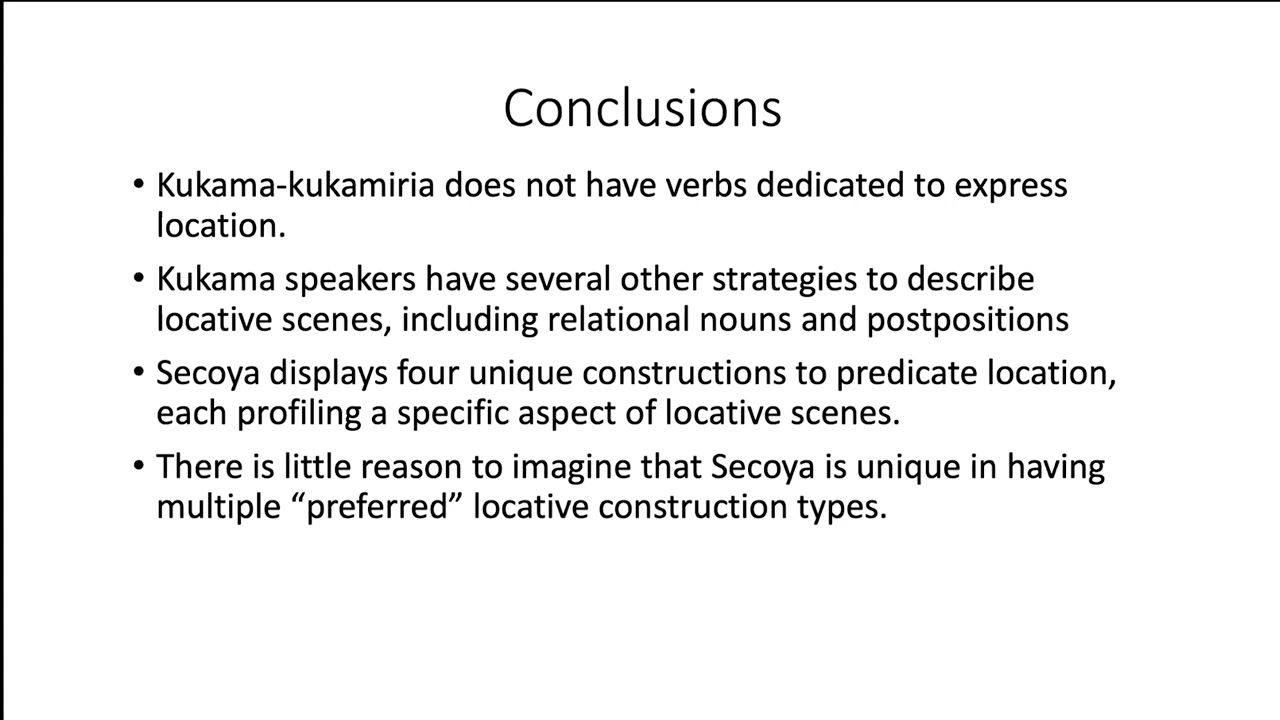 Conclusions
• Kukama-kukamiria does not have verbs dedicated to express
location.
• Kukama speakers have several other strategies to describe
locative scenes, including relational nouns and postpositions
• Secoya displays four unique constructions to predicate location,
each profiling a specific aspect of locative scenes.
• There is little reason to imagine that Secoya is unique in having
multiple “preferred” locative construction types.